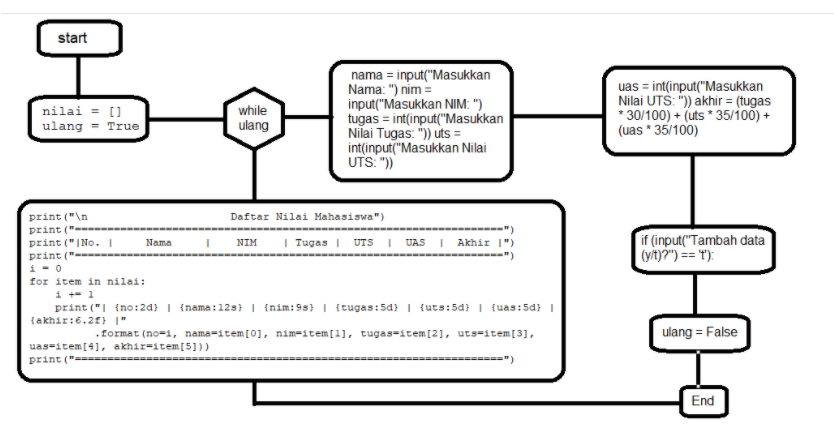 start
nilai = []
ulang = True
while
ulang
nama = input("Masukkan
Nama: ") nim =
input("Masukkan NIM: ")
tugas = int(input("Masukkan
Nilai Tugas: ")) uts =
int(input("Masukkan Nilai
UTS: "))
uas = int(input("Masukkan
Nilai UTS: ")) akhir = (tugas
* 30/100) + (uts * 35/100) +
(uas * 35/100)
if (input("Tambah data
(y/t)?") == 't'):
ulang = False
End
print("\n                      Daftar Nilai Mahasiswa")
print("==================================================================")
print("|No. |     Nama     |    NIM    | Tugas |  UTS  |  UAS  |  Akhir |")
print("==================================================================")
i = 0
for item in nilai:
    i += 1
    print("| {no:2d} | {nama:12s} | {nim:9s} | {tugas:5d} | {uts:5d} | {uas:5d} |
{akhir:6.2f} |"
          .format(no=i, nama=item[0], nim=item[1], tugas=item[2], uts=item[3],
uas=item[4], akhir=item[5]))
print("==================================================================")